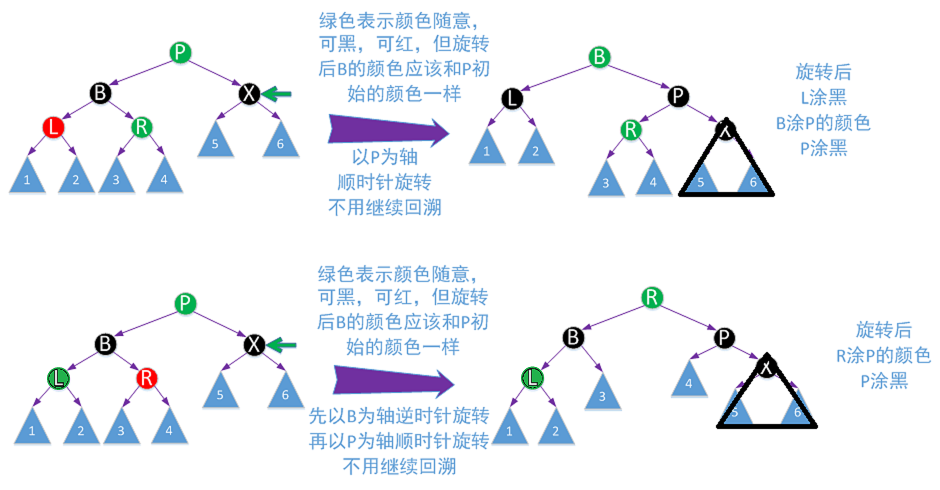 绿色表示颜色随意，
可黑，可红，但旋转
后B的颜色应该和P初
始的颜色一样
P
B
X
L
R
1
2
3
4
5
6
以P为轴
顺时针旋转
不用继续回溯
B
L
P
R
X
1
2
3
4
5
6
旋转后
L涂黑
B涂P的颜色
P涂黑
绿色表示颜色随意，
可黑，可红，但旋转
后B的颜色应该和P初
始的颜色一样
P
B
X
L
R
5
6
1
2
3
4
先以B为轴逆时针旋转
再以P为轴顺时针旋转
不用继续回溯
R
B
P
L
3
4
X
1
2
5
6
旋转后
R涂P的颜色
P涂黑